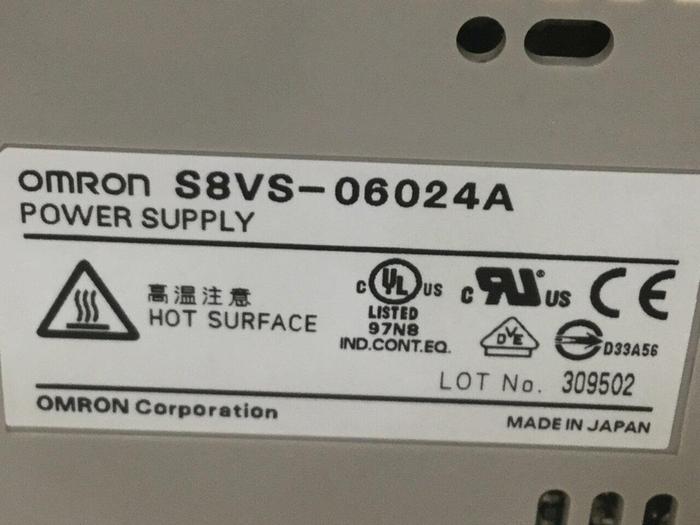 omron S8VS-06024A
POWER SUPPLY
高温注意
HOT SURFACE
C UL US
LISTED
97N8
IND.CONT.EQ.
C RU US
CE
DVE
D33A56
LOT No. 309502
OMRON Corporation
MADE IN JAPAN